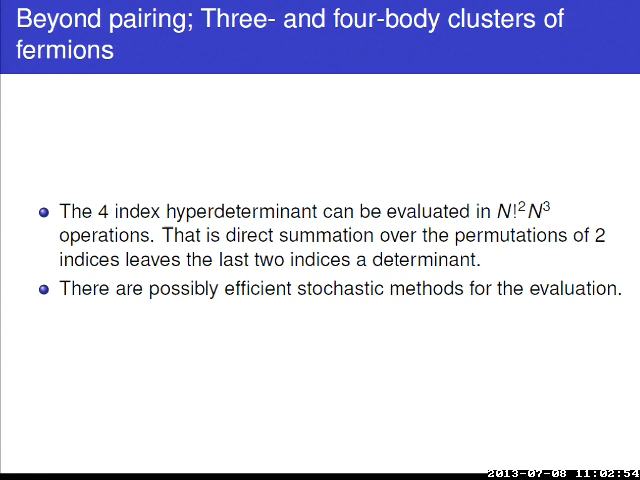 Beyond pairing; Three- and four-body clusters of
fermions
The 4 index hyperdeterminant can be evaluated in N!²N³
operations. That is direct summation over the permutations of 2
indices leaves the last two indices a determinant.
There are possibly efficient stochastic methods for the evaluation.
2013-07-08 11:02:54